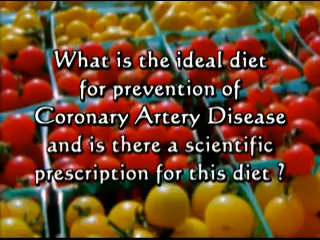 What is the ideal diet
for prevention of
Coronary Artery Disease
and is there a scientific
prescription for this diet ?